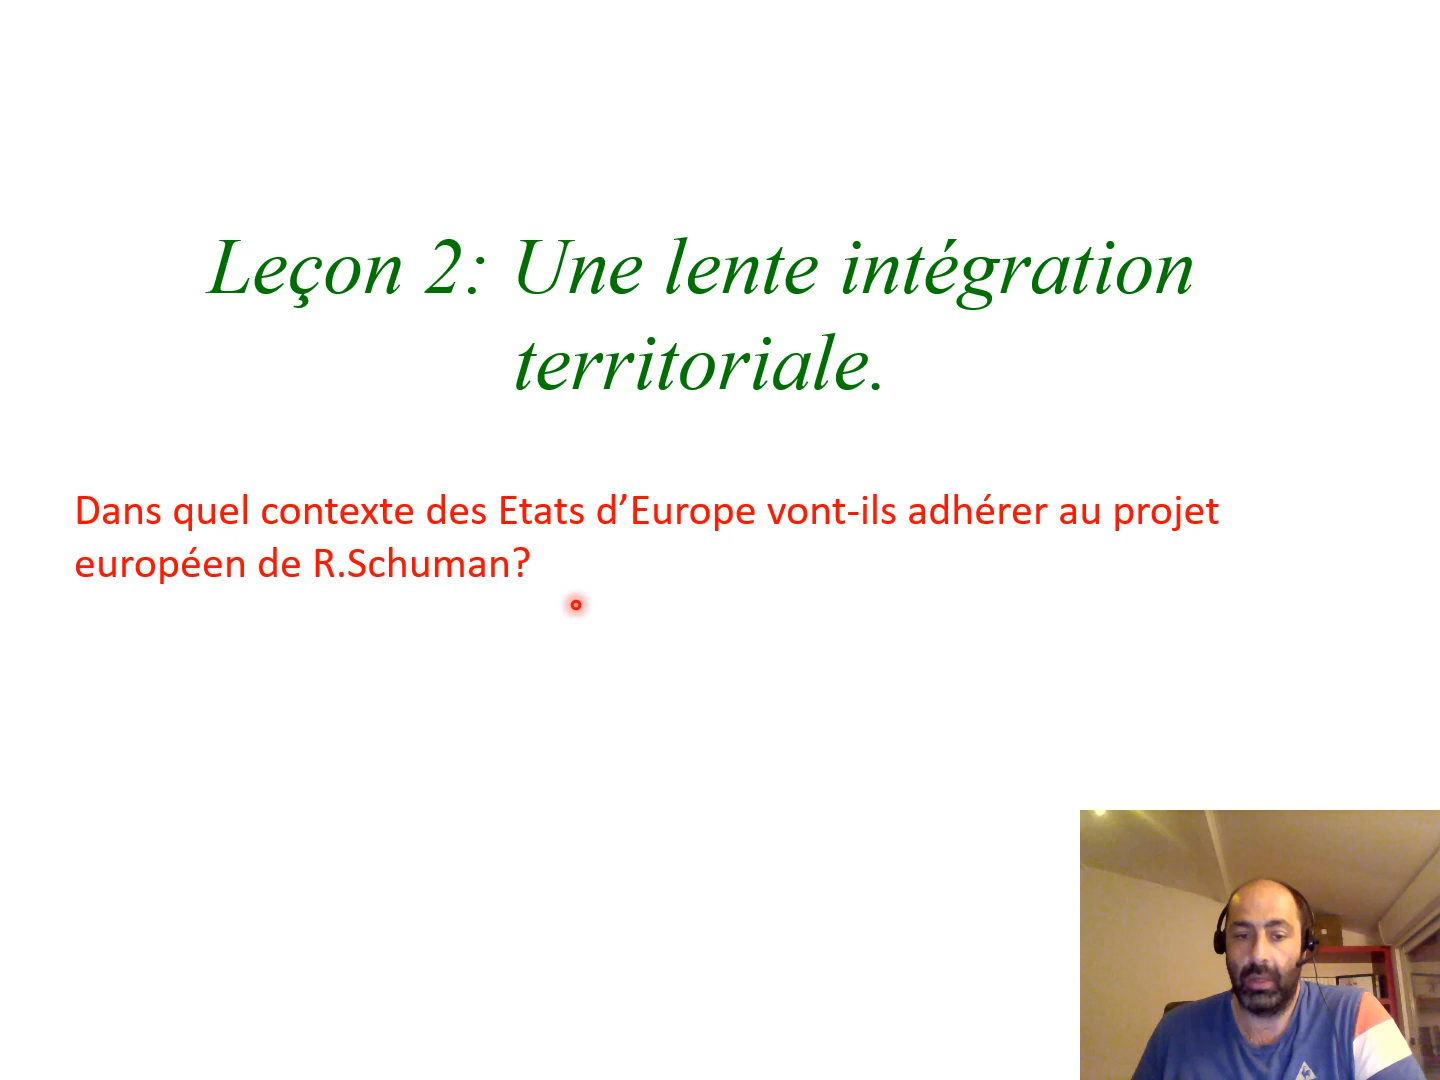 Leçon 2: Une lente intégration
territoriale.
Dans quel contexte des Etats d’Europe vont-ils adhérer au projet
européen de R.Schuman?